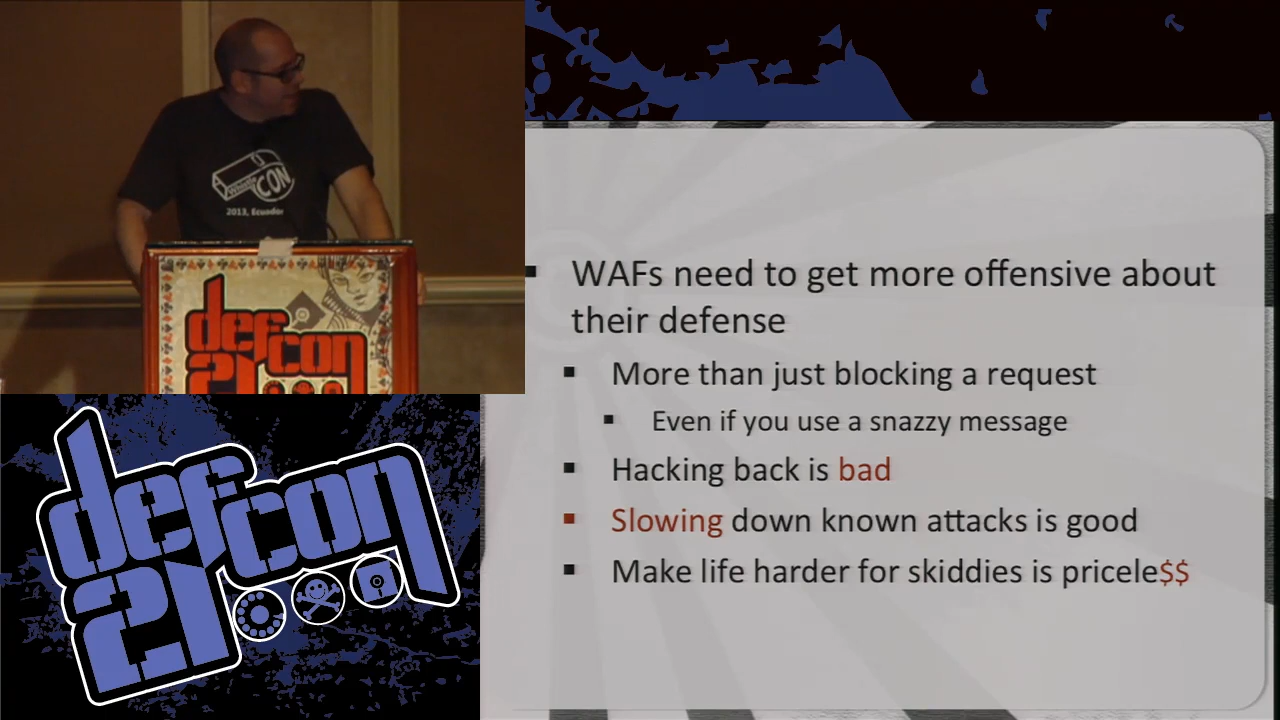 Whistle
CON
2013, Ecuador
defcon
21
defcon
21
WAFs need to get more offensive about
their defense
More than just blocking a request
Even if you use a snazzy message
Hacking back is bad
Slowing down known attacks is good
Make life harder for skiddies is pricele$$